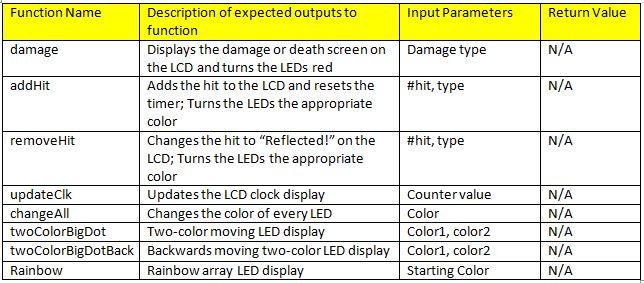 Function Name Description of expected outputs to Input Parameters Return Value
function
damage Displays the damage or death screen on Damage type N/A
the LCD and turns the LEDs red
addHit Adds the hit to the LCD and resets the #hit, type N/A
timer; Turns the LEDs the appropriate
color
removeHit Changes the hit to “Reflected!” on the #hit, type N/A
LCD; Turns the LEDs the appropriate
color
updateClk Updates the LCD clock display Counter value N/A
changeAll Changes the color of every LED Color N/A
twoColorBigDot Two-color moving LED display Color1, color2 N/A
twoColorBigDotBack Backwards moving two-color LED display Color1, color2 N/A
Rainbow Rainbow array LED display Starting Color N/A